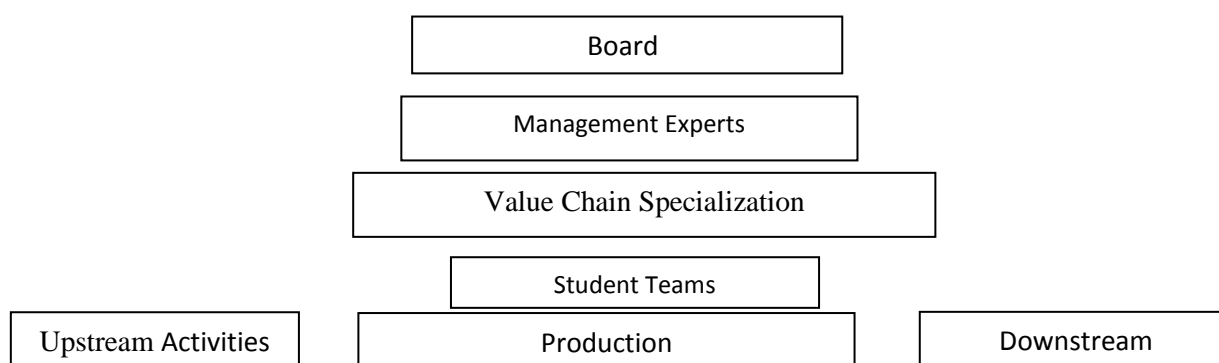 Board
Management Experts
Value Chain Specialization
Student Teams
Upstream Activities
Production
Downstream